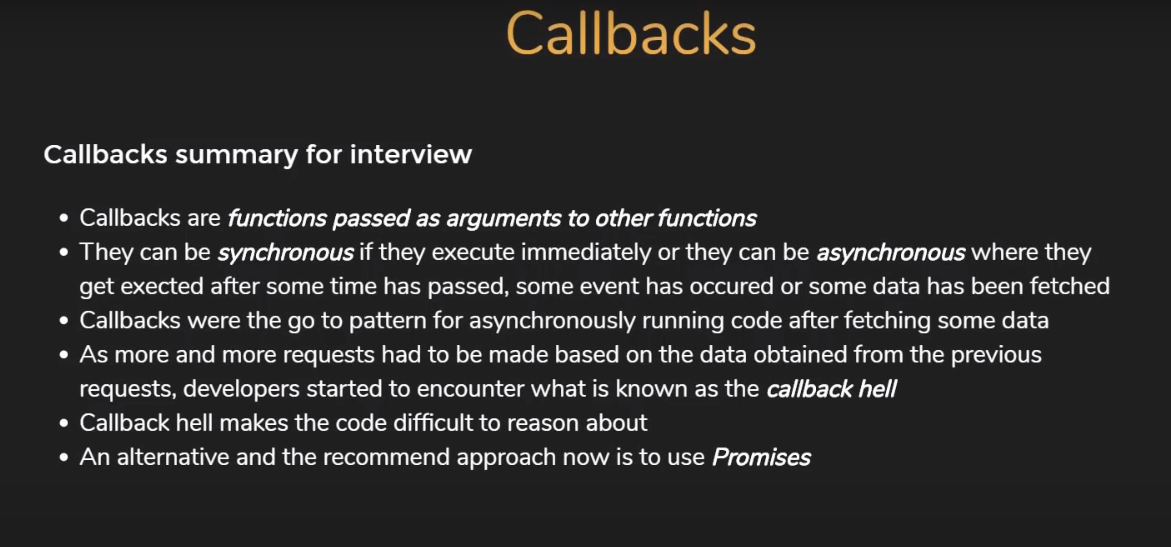 Callbacks
Callbacks summary for interview
• Callbacks are functions passed as arguments to other functions
• They can be synchronous if they execute immediately or they can be asynchronous where they
get exected after some time has passed, some event has occured or some data has been fetched
• Callbacks were the go to pattern for asynchronously running code after fetching some data
• As more and more requests had to be made based on the data obtained from the previous
requests, developers started to encounter what is known as the callback hell
• Callback hell makes the code difficult to reason about
• An alternative and the recommend approach now is to use Promises